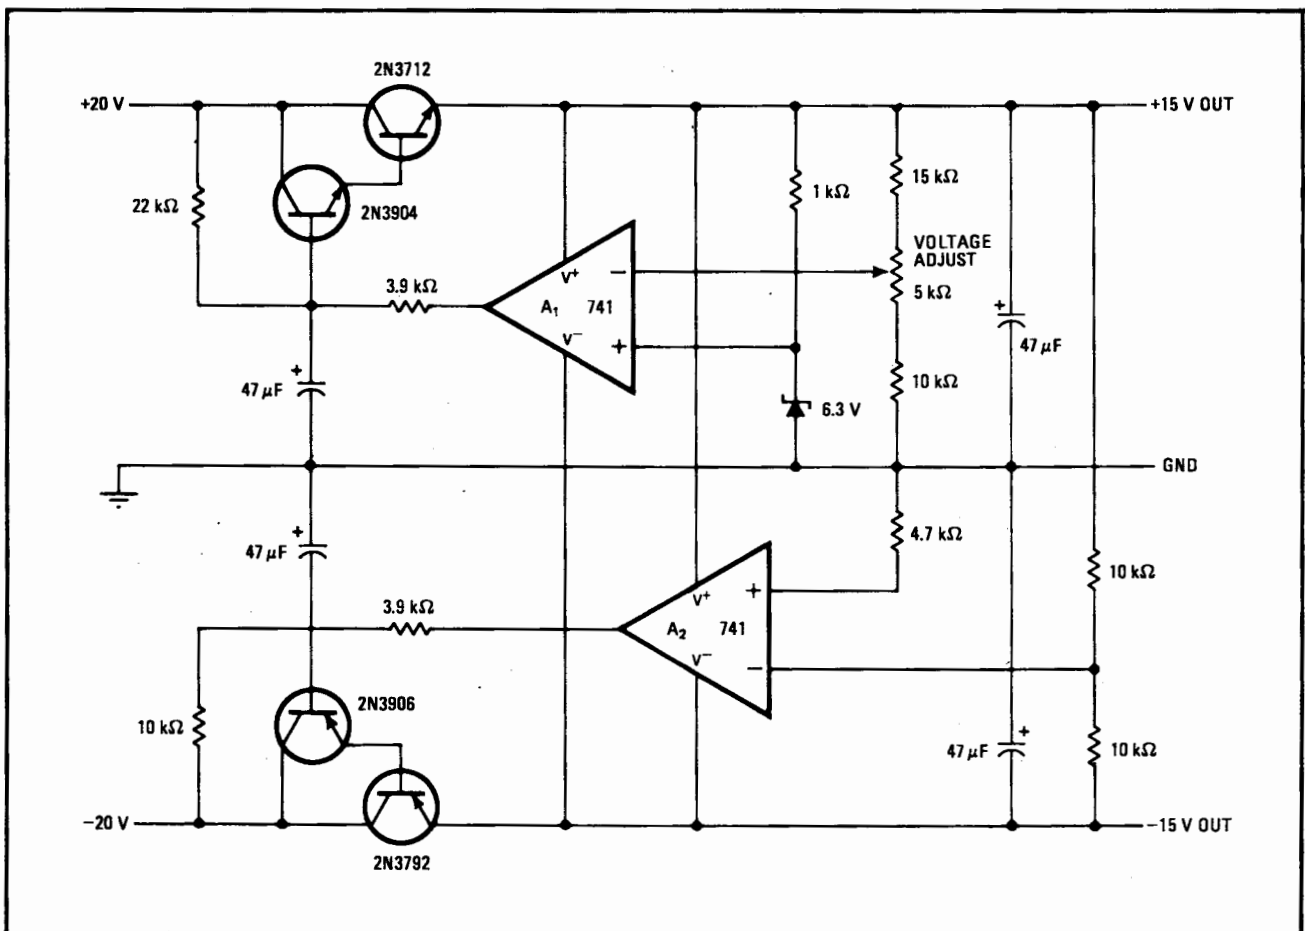 2N3712
+20 V
+15 V OUT
22 kΩ
2N3904
1 kΩ
15 kΩ
VOLTAGE
ADJUST
5 kΩ
3.9 kΩ
V+
−
A1 741
V−
+
+
47 μF
+
47 μF
6.3 V
10 kΩ
GND
+
47 μF
4.7 kΩ
10 kΩ
3.9 kΩ
V+
+
A2 741
V−
−
10 kΩ
2N3906
+
47 μF
10 kΩ
−20 V
−15 V OUT
2N3792